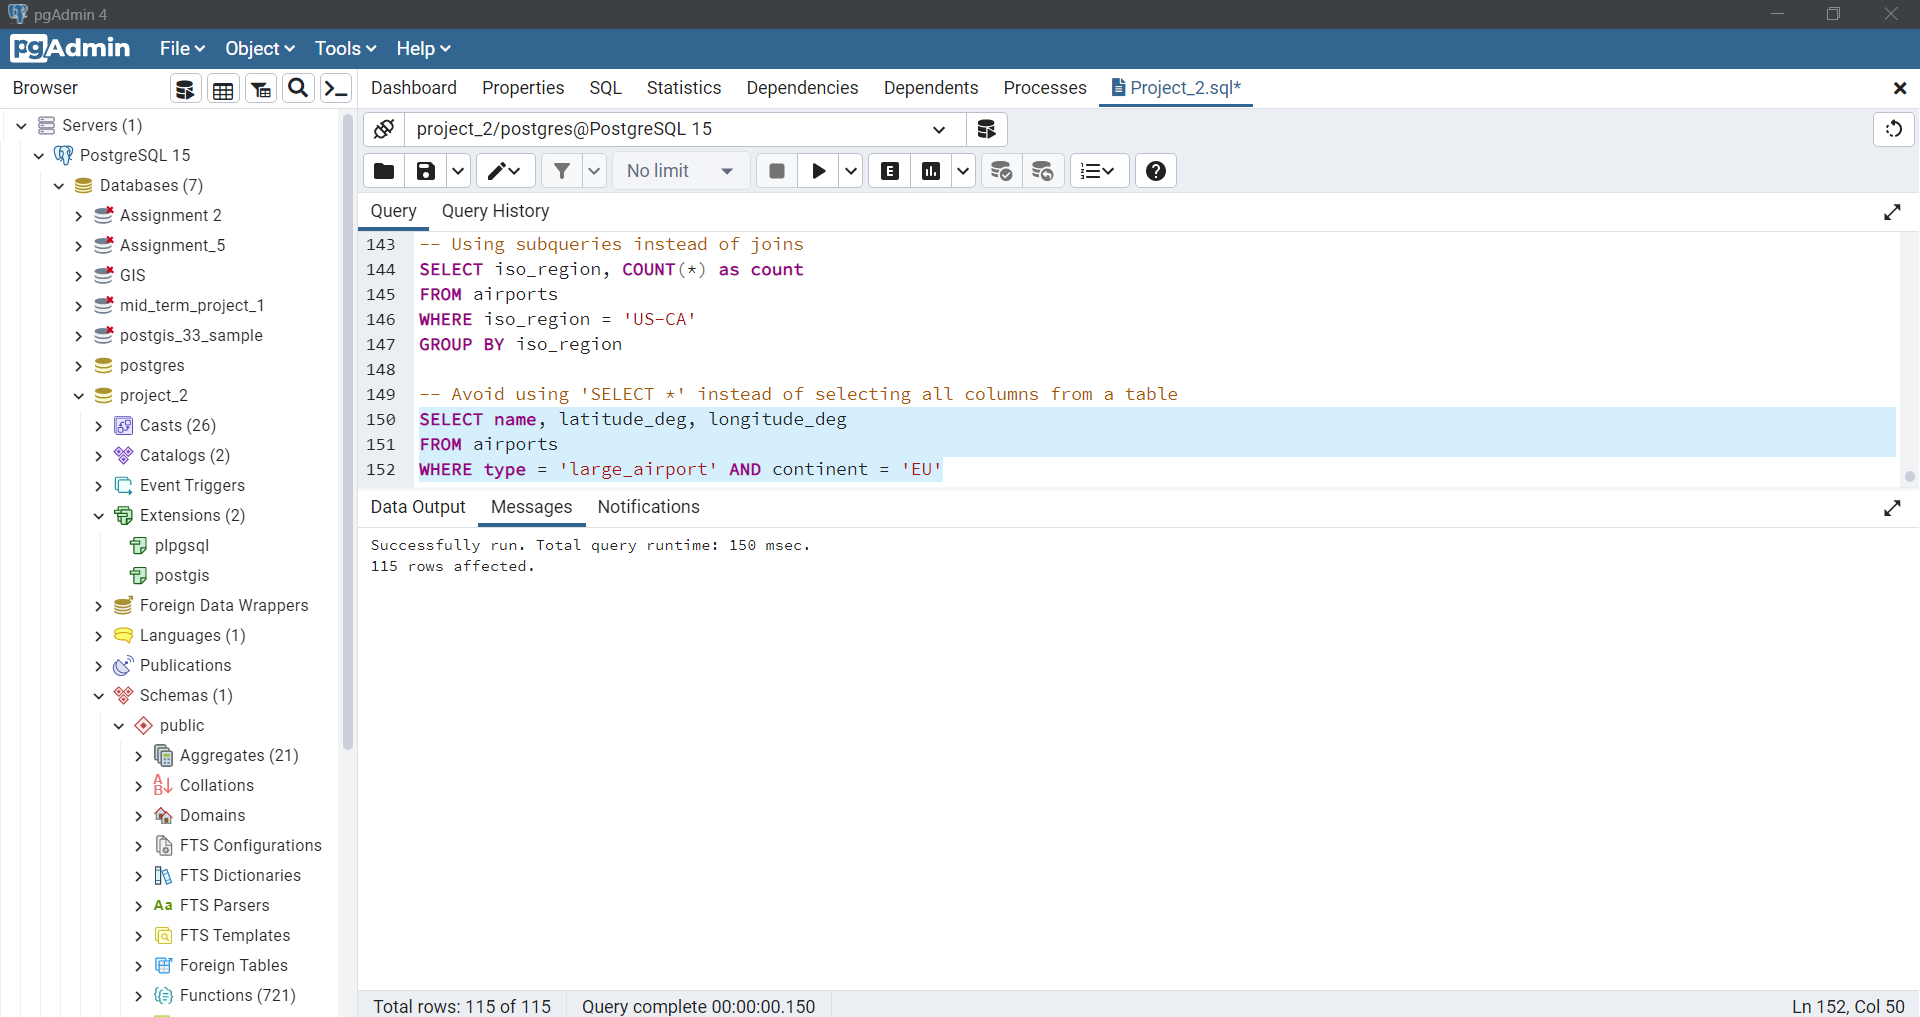 pgAdmin 4
pgAdmin File Object Tools Help
Browser
Dashboard Properties SQL Statistics Dependencies Dependents Processes Project_2.sql*
Servers (1)
PostgreSQL 15
Databases (7)
Assignment 2
Assignment_5
GIS
mid_term_project_1
postgis_33_sample
postgres
project_2
Casts (26)
Catalogs (2)
Event Triggers
Extensions (2)
plpgsql
postgis
Foreign Data Wrappers
Languages (1)
Publications
Schemas (1)
public
Aggregates (21)
Collations
Domains
FTS Configurations
FTS Dictionaries
Aa FTS Parsers
FTS Templates
Foreign Tables
Functions (721)
project_2/postgres@PostgreSQL 15
No limit
E
Query Query History
143 -- Using subqueries instead of joins
144 SELECT iso_region, COUNT(*) as count
145 FROM airports
146 WHERE iso_region = 'US-CA'
147 GROUP BY iso_region
148
149 -- Avoid using 'SELECT *' instead of selecting all columns from a table
150 SELECT name, latitude_deg, longitude_deg
151 FROM airports
152 WHERE type = 'large_airport' AND continent = 'EU'
Data Output Messages Notifications
Successfully run. Total query runtime: 150 msec.
115 rows affected.
Total rows: 115 of 115 Query complete 00:00:00.150 Ln 152, Col 50